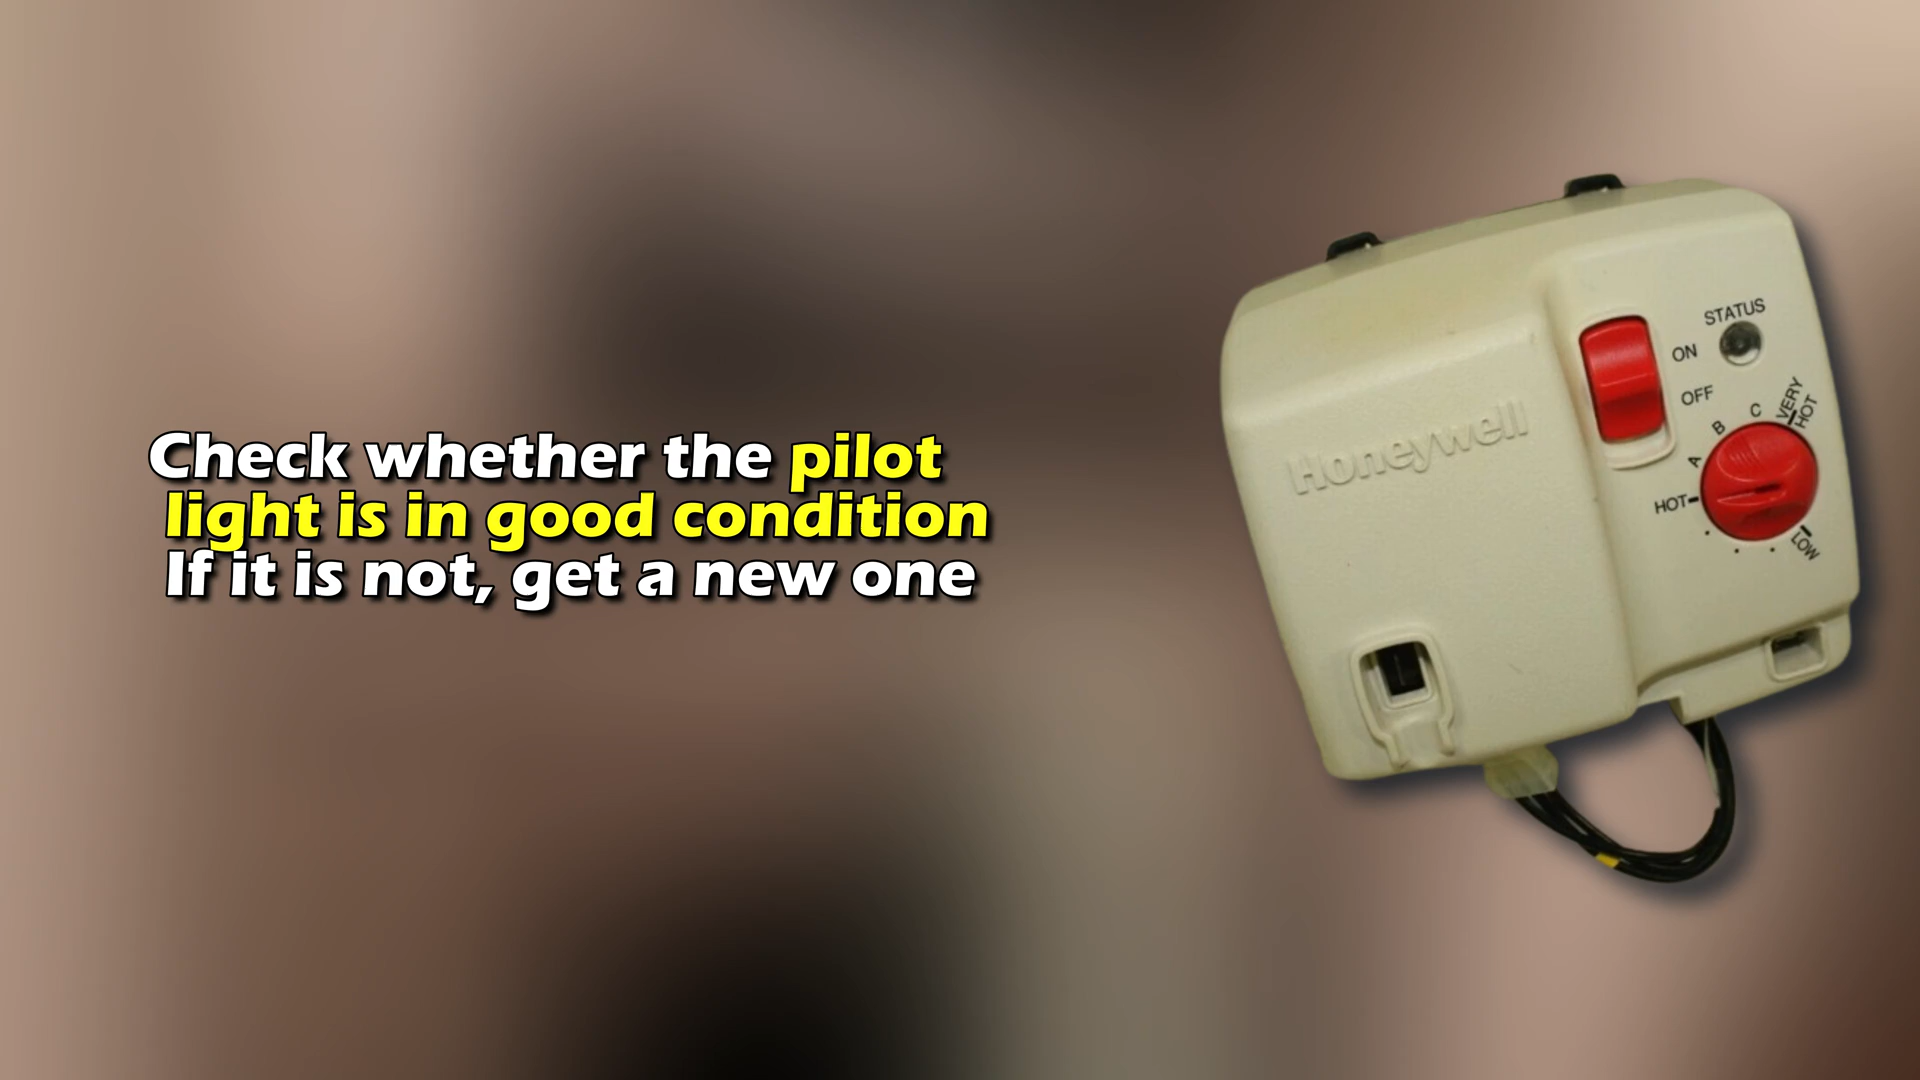 Check whether the pilot
light is in good condition
If it is not, get a new one
Honeywell
STATUS
ON
OFF
VERY
HOT
C
B
A
HOT
LOW